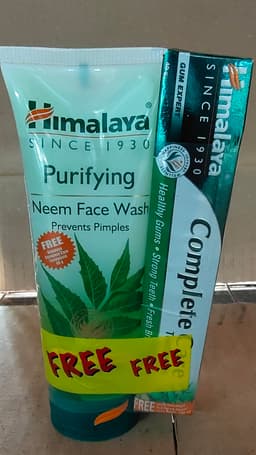 Himalaya
SINCE 1930
Purifying
Neem Face Wash
Prevents Pimples
FREE
FREE
FREE
GUM EXPERT
Himalaya
SINCE 1930
Complete
Healthy Gums • Strong Teeth • Fresh
FREE